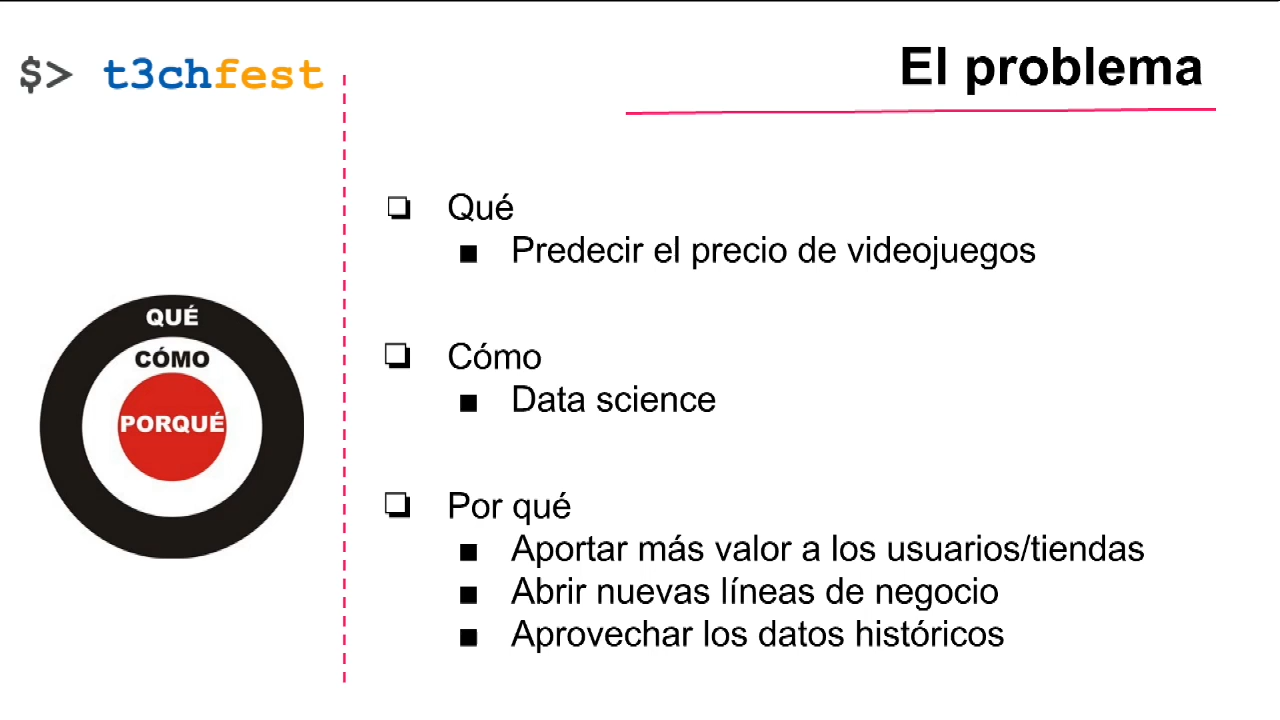 $> t3chfest
El problema
QUÉ
CÓMO
PORQUÉ
Qué
Predecir el precio de videojuegos
Cómo
Data science
Por qué
Aportar más valor a los usuarios/tiendas
Abrir nuevas líneas de negocio
Aprovechar los datos históricos